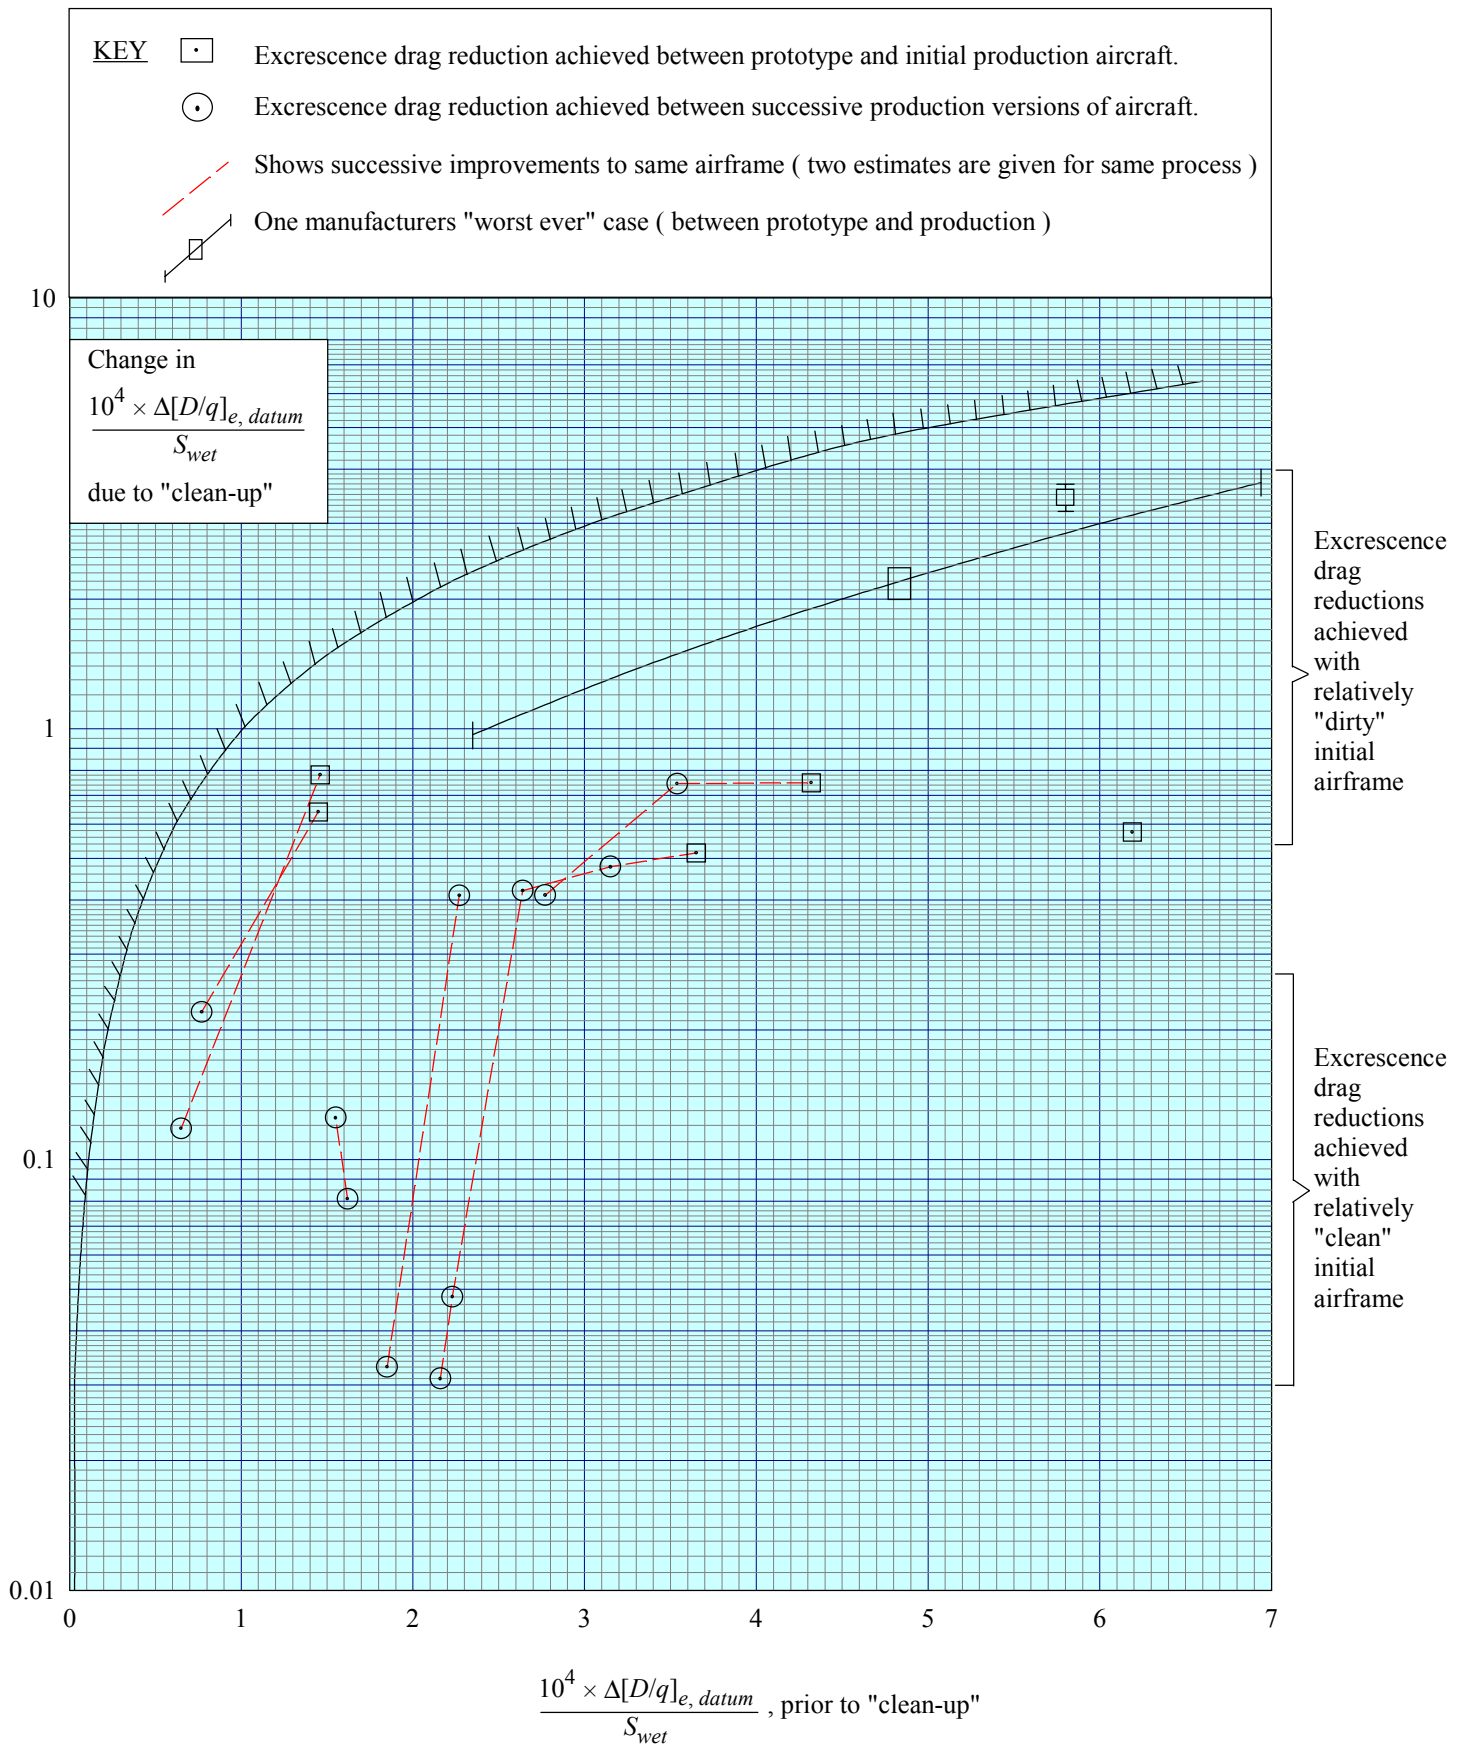 KEY
Excrescence drag reduction achieved between prototype and initial production aircraft.
Excrescence drag reduction achieved between successive production versions of aircraft.
Shows successive improvements to same airframe ( two estimates are given for same process )
One manufacturers "worst ever" case ( between prototype and production )
10
1
0.1
0.01
Change in
10⁴ × Δ[D/q]e, datum
Swet
due to "clean-up"
Excrescence
drag
reductions
achieved
with
relatively
"dirty"
initial
airframe
Excrescence
drag
reductions
achieved
with
relatively
"clean"
initial
airframe
0 1 2 3 4 5 6 7
10⁴ × Δ[D/q]e, datum , prior to "clean-up"
Swet